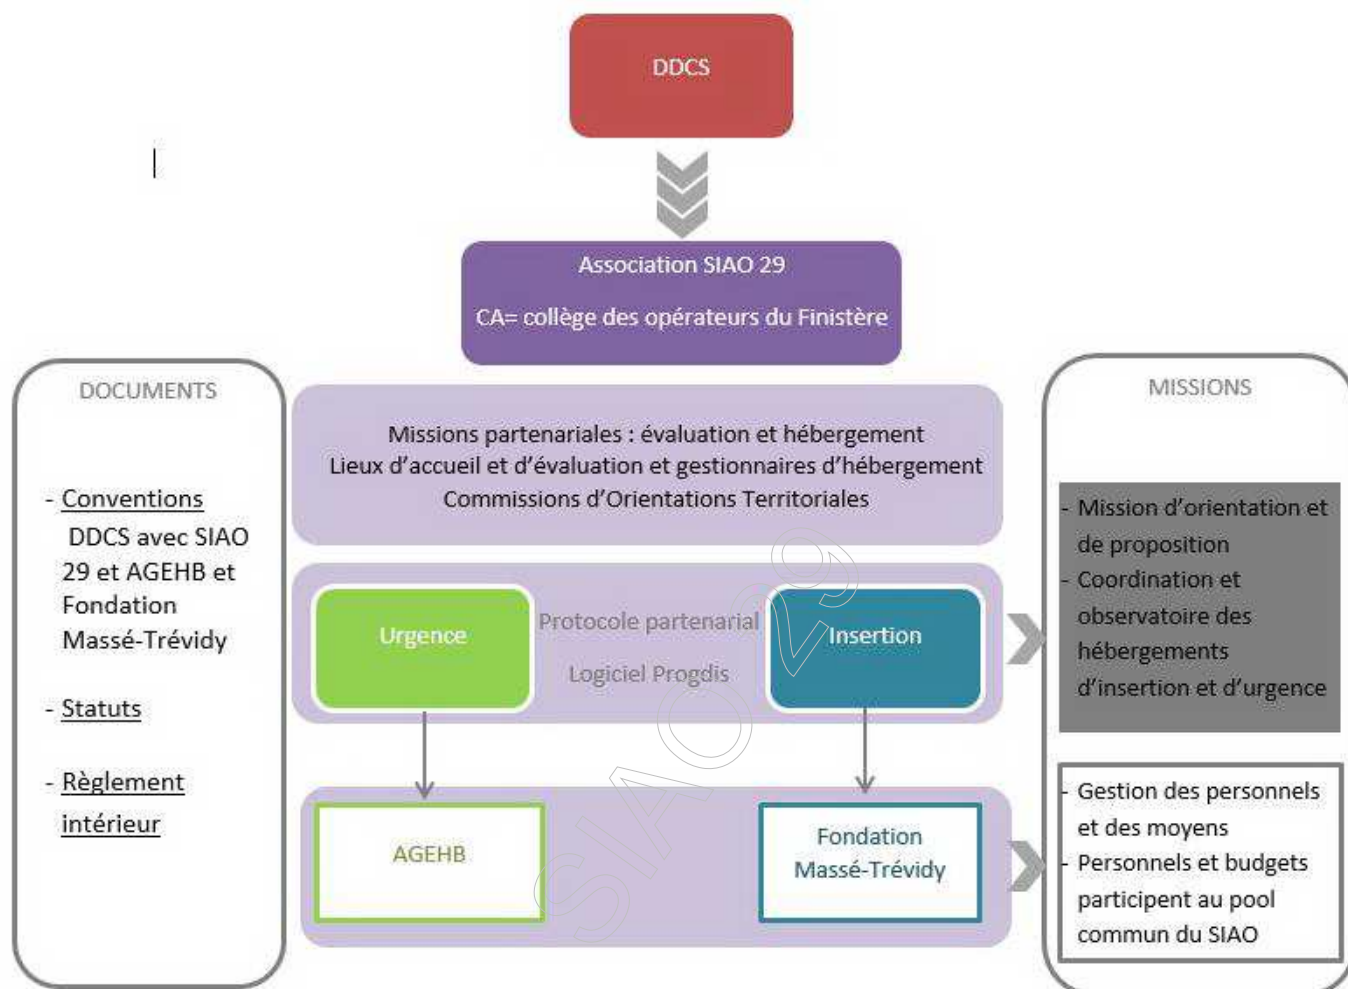 DDCS
Association SIAO 29
CA= collège des opérateurs du Finistère
DOCUMENTS
- Conventions
DDCS avec SIAO
29 et AGEHB et
Fondation
Massé-Trévidy
- Statuts
- Règlement
intérieur
Missions partenariales : évaluation et hébergement
Lieux d’accueil et d’évaluation et gestionnaires d’hébergement
Commissions d’Orientations Territoriales
Urgence
Protocole partenarial
Logiciel Progdis
Insertion
AGEHB
Fondation
Massé-Trévidy
MISSIONS
- Mission d’orientation et
de proposition
- Coordination et
observatoire des
hébergements
d’insertion et d’urgence
- Gestion des personnels
et des moyens
- Personnels et budgets
participent au pool
commun du SIAO
SIAO 29